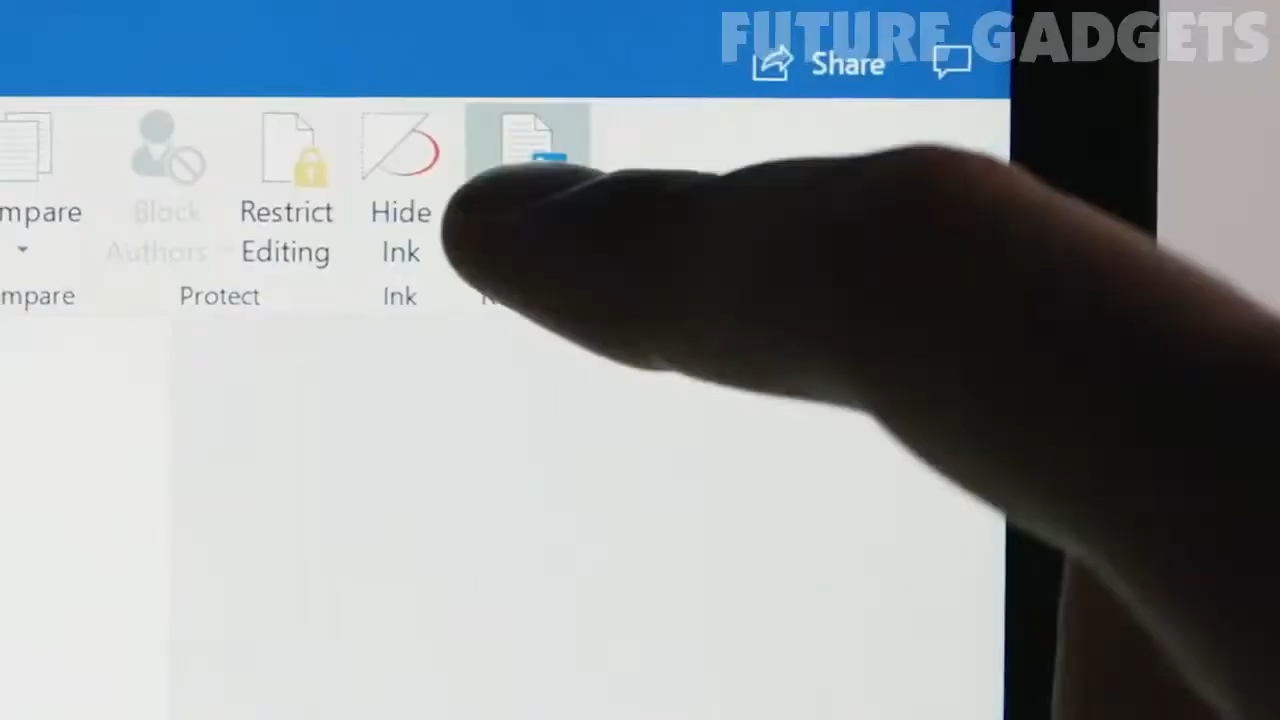 FUTURE GADGETS
Share
mpare
Block
Authors
Restrict
Editing
Hide
Ink
mpare
Protect
Ink